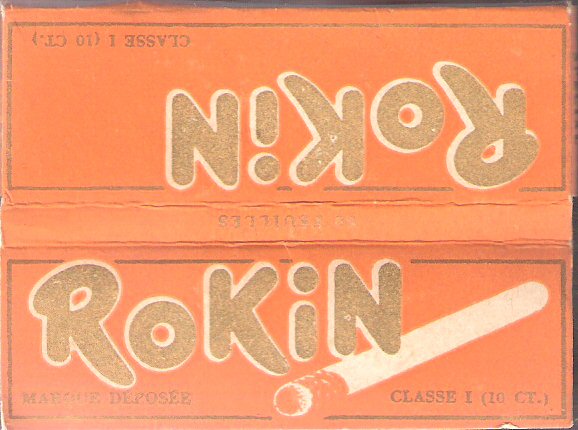 CLASSE I (10 CT.)
RoKiN
FEUILLES
RoKiN
MARQUE DÉPOSÉE
CLASSE I (10 CT.)